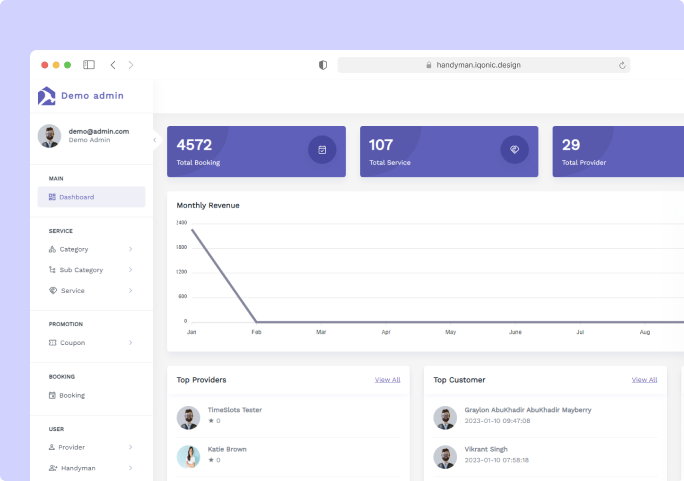 handyman.iqonic.design
Demo admin
demo@admin.com
Demo Admin
MAIN
Dashboard
SERVICE
Category
Sub Category
Service
PROMOTION
Coupon
BOOKING
Booking
USER
Provider
Handyman
4572
Total Booking
107
Total Service
29
Total Provider
Monthly Revenue
2400
1800
1200
600
0
Jan Feb Mar Apr May June Jul Aug
Top Providers View All
TimeSlots Tester
★ 0
Katie Brown
★ 0
Top Customer View All
Graylon AbuKhadir AbuKhadir Mayberry
2023-01-10 09:47:08
Vikrant Singh
2023-01-10 07:58:18